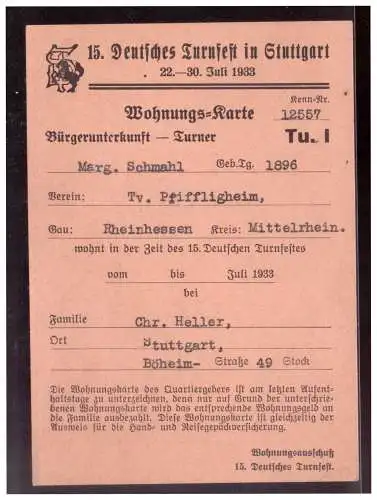 15. Deutsches Turnfest in Stuttgart
22.—30. Juli 1933
Kenn-Nr.
Wohnungs=Karte 12557
Bürgerunterkunft — Turner Tu. I
Marg. Schmahl Geb.Tg. 1896
Verein: Tv. Pfiffligheim,
Gau: Rheinhessen Kreis: Mittelrhein.
wohnt in der Zeit des 15. Deutschen Turnfestes
vom bis Juli 1933
bei
Familie Chr. Heller,
Ort Stuttgart,
Böheim- Straße 49 Stock
Die Wohnungskarte des Quartiergebers ist am letzten Aufent-
haltstage zu unterzeichnen, denn nur auf Grund der unterschrie-
benen Wohnungskarte wird das entsprechende Wohnungsgeld an
die Familie ausbezahlt. Diese Wohnungskarte ist gleichzeitig der
Ausweis für die Hand- und Reisegepäckversicherung.
Wohnungsausschuß
15. Deutsches Turnfest.